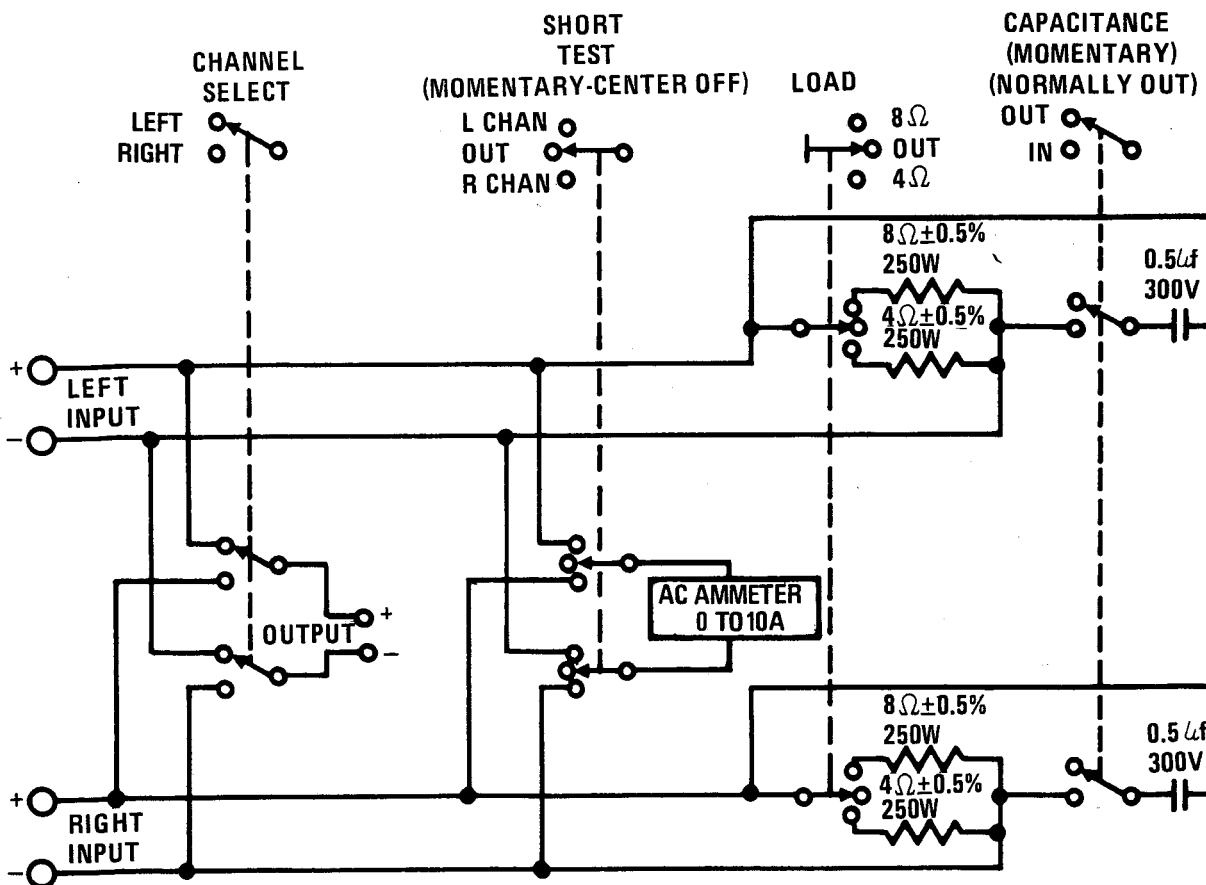 CHANNEL
SELECT
LEFT
RIGHT
SHORT
TEST
(MOMENTARY-CENTER OFF)
L CHAN
OUT
R CHAN
LOAD
8Ω
OUT
4Ω
CAPACITANCE
(MOMENTARY)
(NORMALLY OUT)
OUT
IN
8Ω±0.5%
250W
4Ω±0.5%
250W
0.5μf
300V
+
LEFT
INPUT
−
OUTPUT
+
−
AC AMMETER
0 TO10A
8Ω±0.5%
250W
4Ω±0.5%
250W
0.5μf
300V
+
RIGHT
INPUT
−